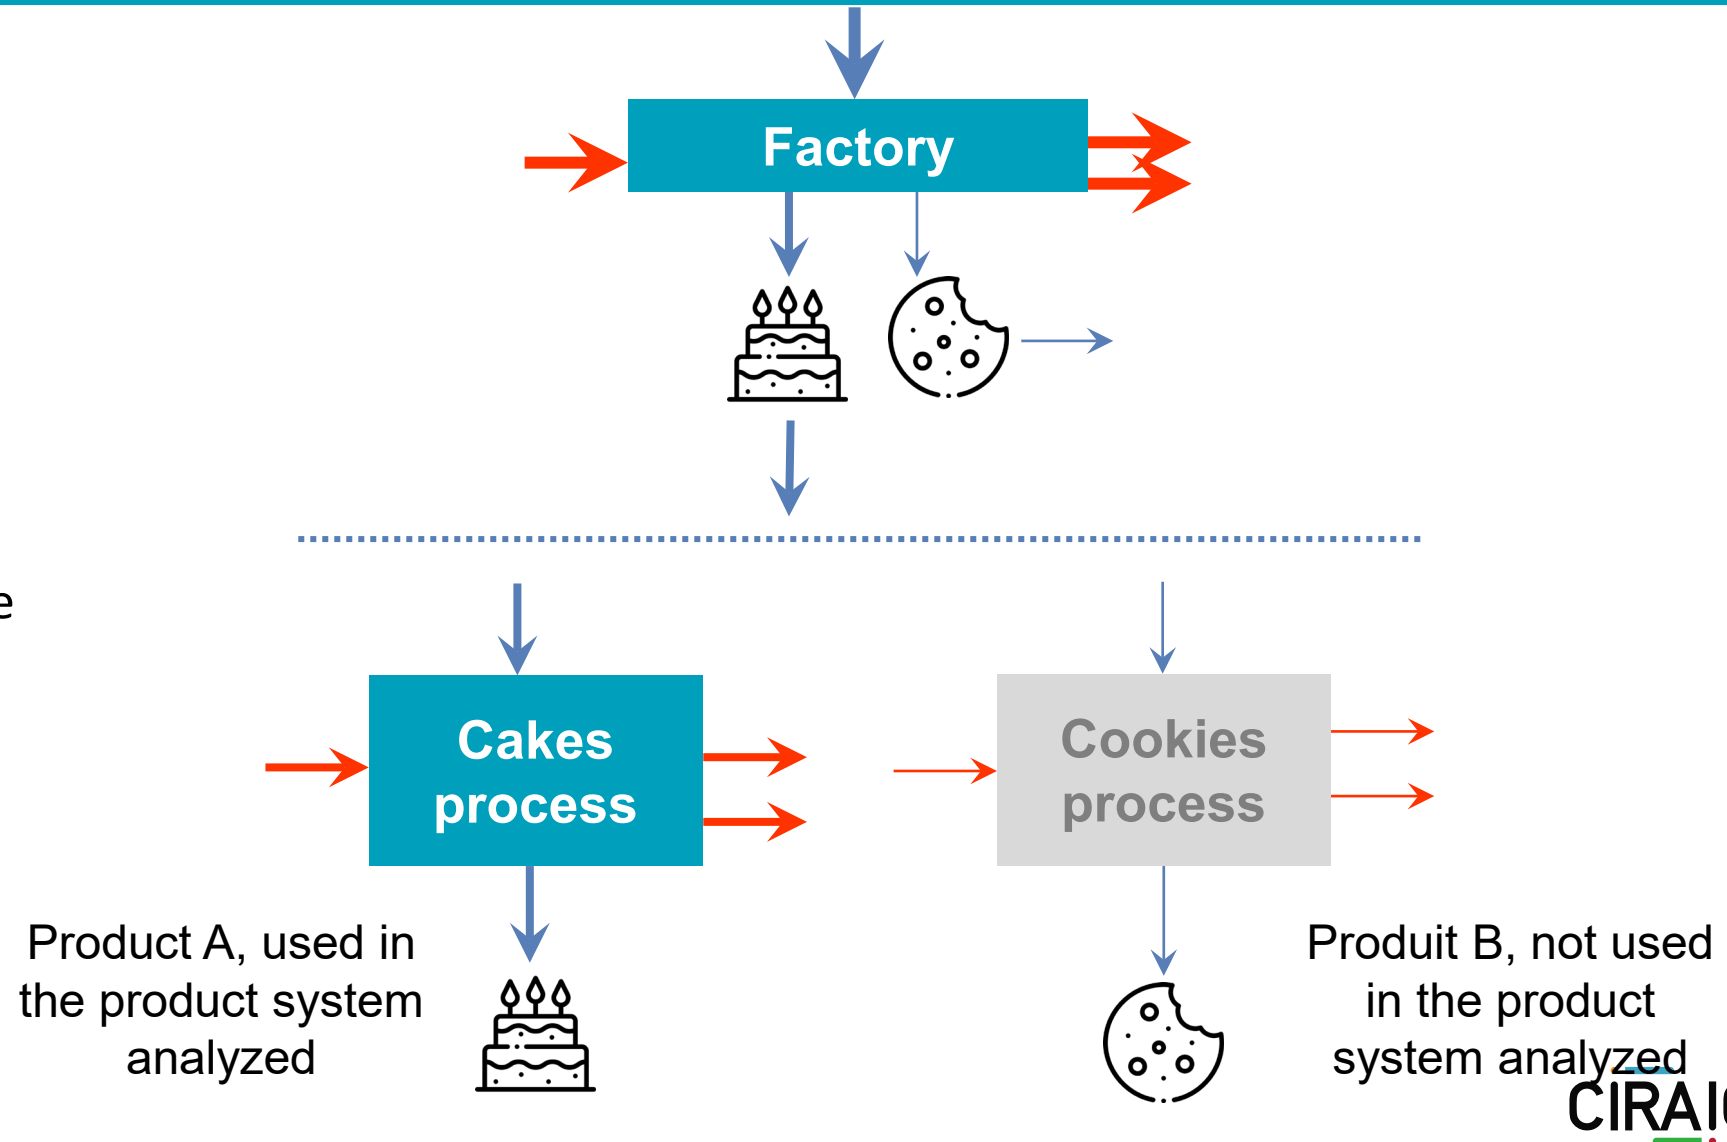 Factory
e
Cakes
process
Cookies
process
Product A, used in
the product system
analyzed
Produit B, not used
in the product
system analyzed
CIRAI